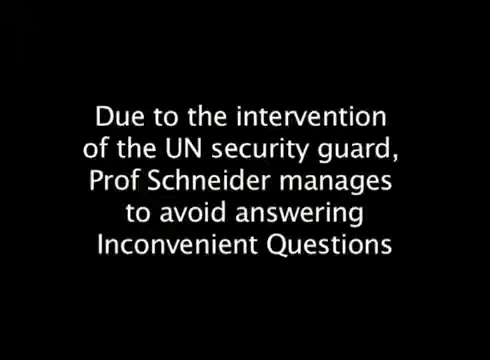 Due to the intervention
of the UN security guard,
Prof Schneider manages
to avoid answering
Inconvenient Questions